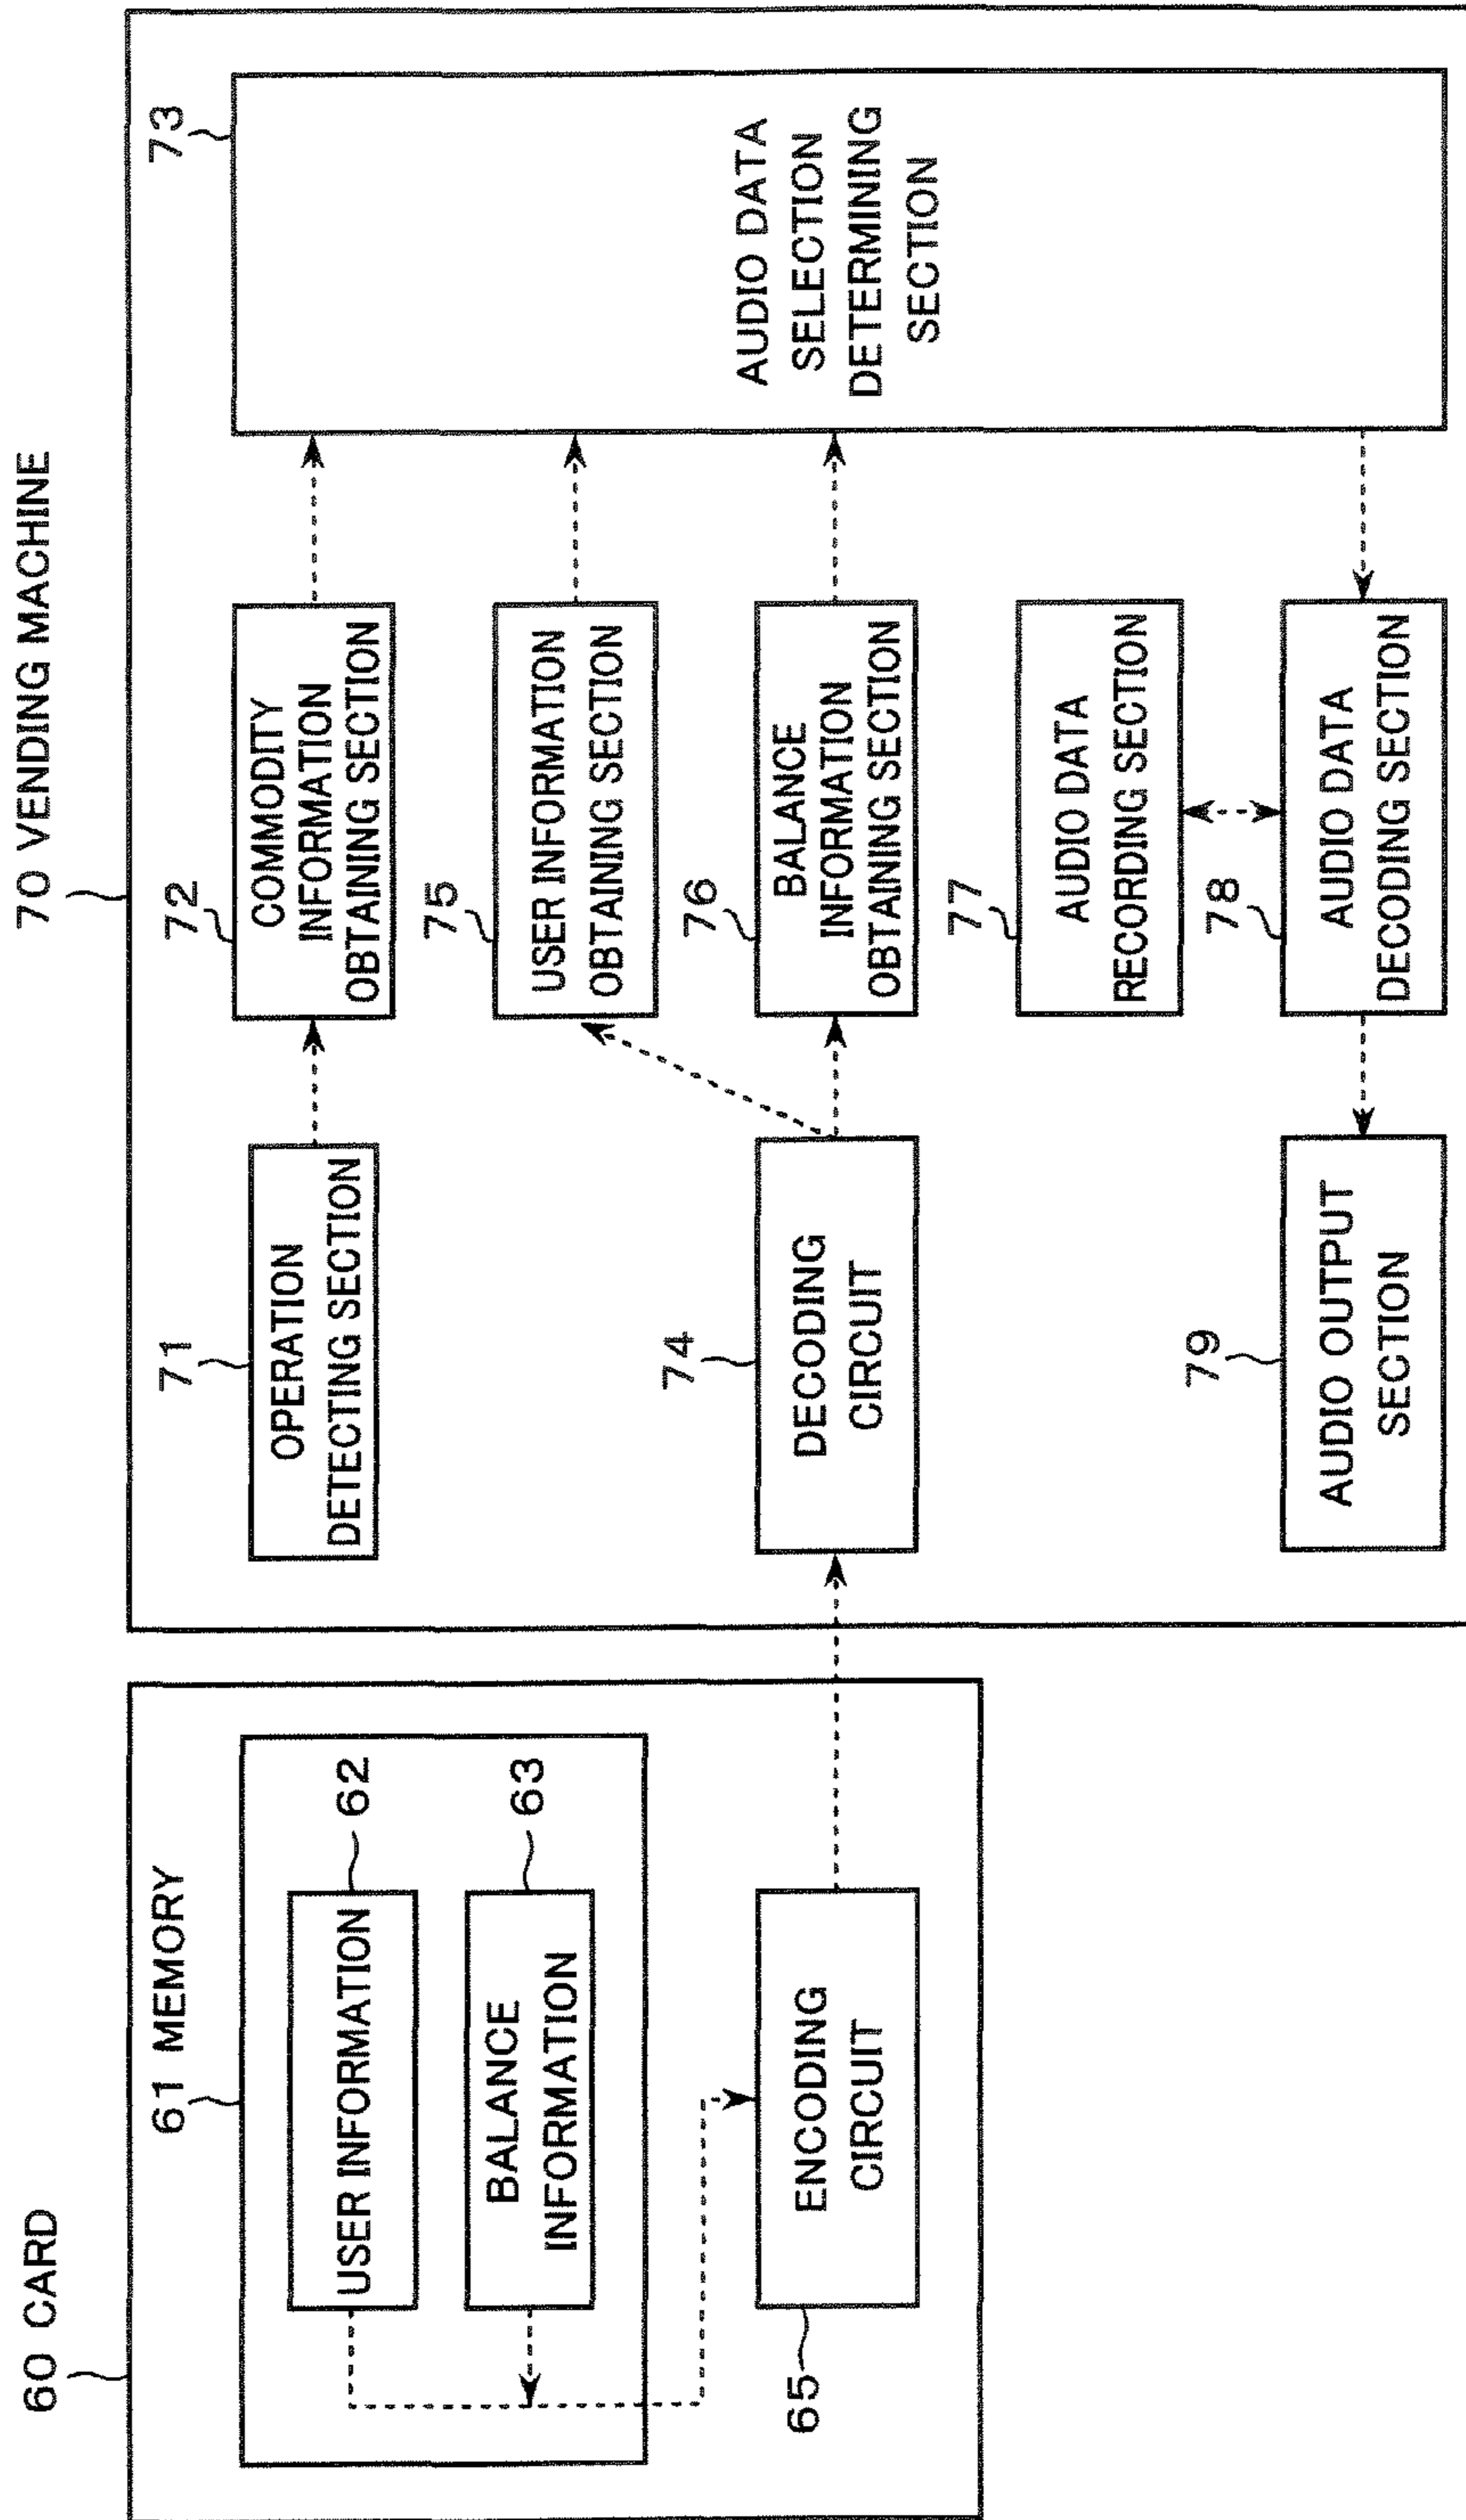 60 CARD
61 MEMORY
62
USER INFORMATION
63
BALANCE
INFORMATION
65
ENCODING
CIRCUIT
70 VENDING MACHINE
71
OPERATION
DETECTING SECTION
72
COMMODITY
INFORMATION
OBTAINING SECTION
73
AUDIO DATA
SELECTION
DETERMINING
SECTION
74
DECODING
CIRCUIT
75
USER INFORMATION
OBTAINING SECTION
76
BALANCE
INFORMATION
OBTAINING SECTION
77
AUDIO DATA
RECORDING SECTION
78
AUDIO DATA
DECODING SECTION
79
AUDIO OUTPUT
SECTION